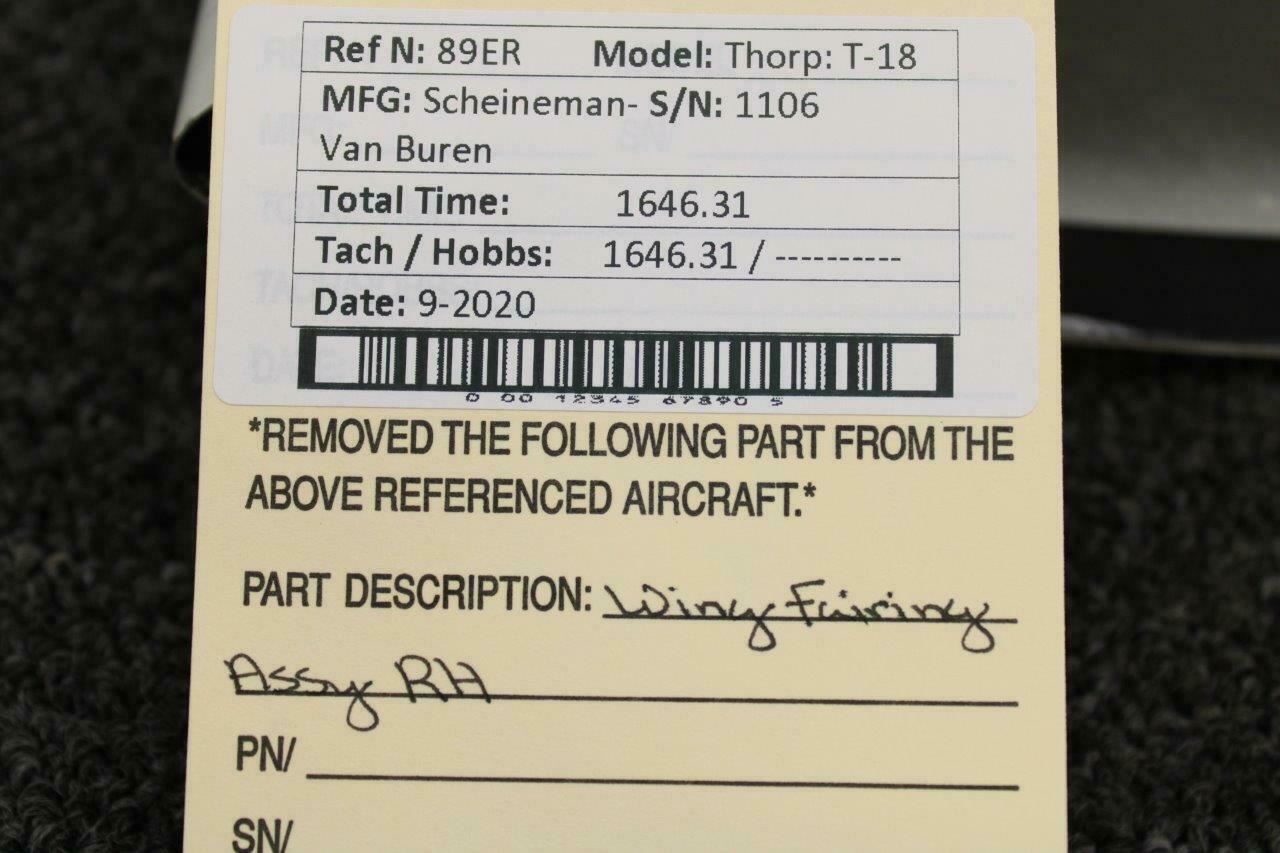 Ref N: 89ER Model: Thorp: T-18
MFG: Scheineman- S/N: 1106
Van Buren
Total Time: 1646.31
Tach / Hobbs: 1646.31 / ----------
Date: 9-2020
0 00 12345 67890 5
*REMOVED THE FOLLOWING PART FROM THE
ABOVE REFERENCED AIRCRAFT.*
PART DESCRIPTION: Wing Fairing
Assy RH
PN/
SN/